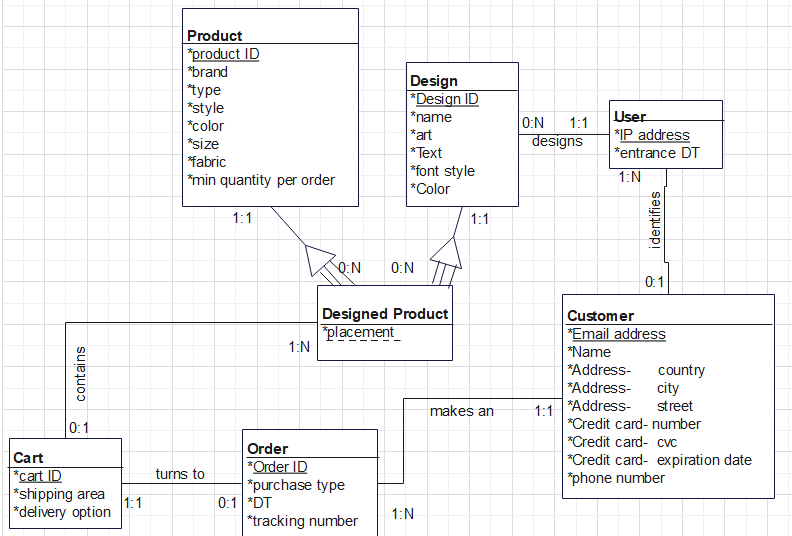 Product
*product ID
*brand
*type
*style
*color
*size
*fabric
*min quantity per order
1:1
Design
*Design ID
*name
*art
*Text
*font style
*Color
1:1
0:N
1:1
designs
User
*IP address
*entrance DT
1:N
identifies
0:1
0:N
0:N
Designed Product
*placement
1:N
contains
0:1
Customer
*Email address
*Name
*Address- country
*Address- city
*Address- street
*Credit card- number
*Credit card- cvc
*Credit card- expiration date
*phone number
makes an
1:1
Cart
*cart ID
*shipping area
*delivery option
turns to
1:1
0:1
Order
*Order ID
*purchase type
*DT
*tracking number
1:N